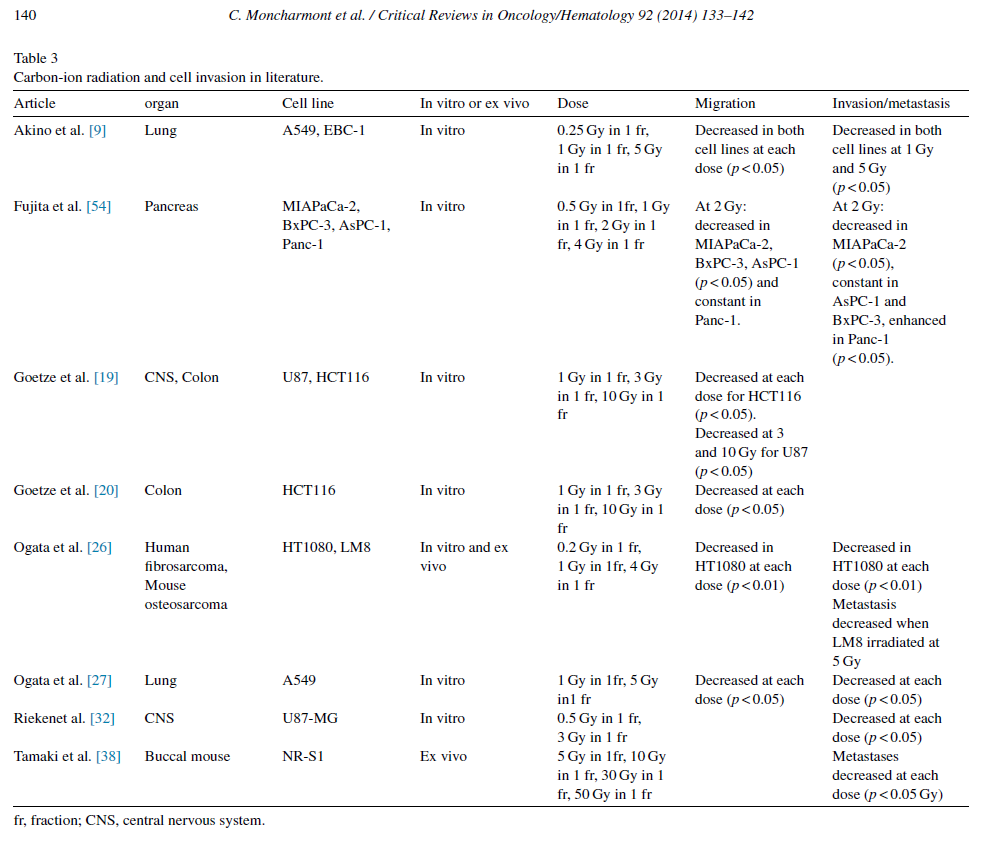 140
C. Moncharmont et al. / Critical Reviews in Oncology/Hematology 92 (2014) 133–142
Table 3
Carbon-ion radiation and cell invasion in literature.
Article organ Cell line In vitro or ex vivo Dose Migration Invasion/metastasis
Akino et al. [9] Lung A549, EBC-1 In vitro 0.25 Gy in 1 fr, Decreased in both Decreased in both
1 Gy in 1 fr, 5 Gy cell lines at each cell lines at 1 Gy
in 1 fr dose (p < 0.05) and 5 Gy
(p < 0.05)
Fujita et al. [54] Pancreas MIAPaCa-2, In vitro 0.5 Gy in 1fr, 1 Gy At 2 Gy: At 2 Gy:
BxPC-3, AsPC-1, in 1 fr, 2 Gy in 1 decreased in decreased in
Panc-1 fr, 4 Gy in 1 fr MIAPaCa-2, MIAPaCa-2
BxPC-3, AsPC-1 (p < 0.05),
(p < 0.05) and constant in
constant in AsPC-1 and
Panc-1. BxPC-3, enhanced
in Panc-1
(p < 0.05).
Goetze et al. [19] CNS, Colon U87, HCT116 In vitro 1 Gy in 1 fr, 3 Gy Decreased at each
in 1 fr, 10 Gy in 1 dose for HCT116
fr (p < 0.05).
Decreased at 3
and 10 Gy for U87
(p < 0.05)
Goetze et al. [20] Colon HCT116 In vitro 1 Gy in 1 fr, 3 Gy Decreased at each
in 1 fr, 10 Gy in 1 dose (p < 0.05)
fr
Ogata et al. [26] Human HT1080, LM8 In vitro and ex 0.2 Gy in 1 fr, Decreased in Decreased in
fibrosarcoma, vivo 1 Gy in 1fr, 4 Gy HT1080 at each HT1080 at each
Mouse in 1 fr dose (p < 0.01) dose (p < 0.01)
osteosarcoma Metastasis
decreased when
LM8 irradiated at
5 Gy
Ogata et al. [27] Lung A549 In vitro 1 Gy in 1fr, 5 Gy Decreased at each Decreased at each
in1 fr dose (p < 0.05) dose (p < 0.05)
Riekenet al. [32] CNS U87-MG In vitro 0.5 Gy in 1 fr, Decreased at each
3 Gy in 1 fr dose (p < 0.05)
Tamaki et al. [38] Buccal mouse NR-S1 Ex vivo 5 Gy in 1fr, 10 Gy Metastases
in 1 fr, 30 Gy in 1 decreased at each
fr, 50 Gy in 1 fr dose (p < 0.05 Gy)
fr, fraction; CNS, central nervous system.